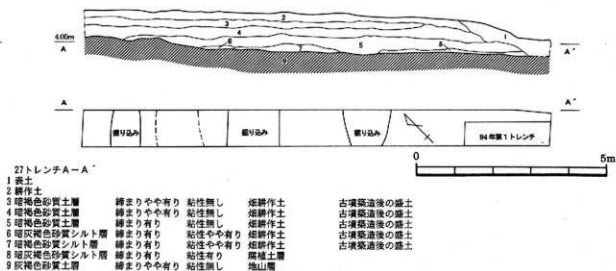 2
3
4
1
4.00m
A
A´
6
7
5
8
9
A
A´
掘り込み
掘り込み
掘り込み
94年第1トレンチ
0
5m
27トレンチA－A´
1 表土
2 耕作土
3 暗褐色砂質土層 締まりやや有り 粘性無し 畑耕作土 古墳築造後の盛土
4 暗褐色砂質土層 締まりやや有り 粘性無し 畑耕作土 古墳築造後の盛土
5 暗褐色砂質土層 締まり有り 粘性無し 畑耕作土 古墳築造後の盛土
6 暗灰褐色砂質シルト層 締まり有り 粘性やや有り 畑耕作土 古墳築造後の盛土
7 暗褐色砂質シルト層 締まり有り 粘性やや有り 畑耕作土 古墳築造後の盛土
8 暗灰褐色砂質シルト層 締まり有り 粘性有り 腐植土層
9 灰褐色砂質土層 締まりやや有り 粘性無し 地山層